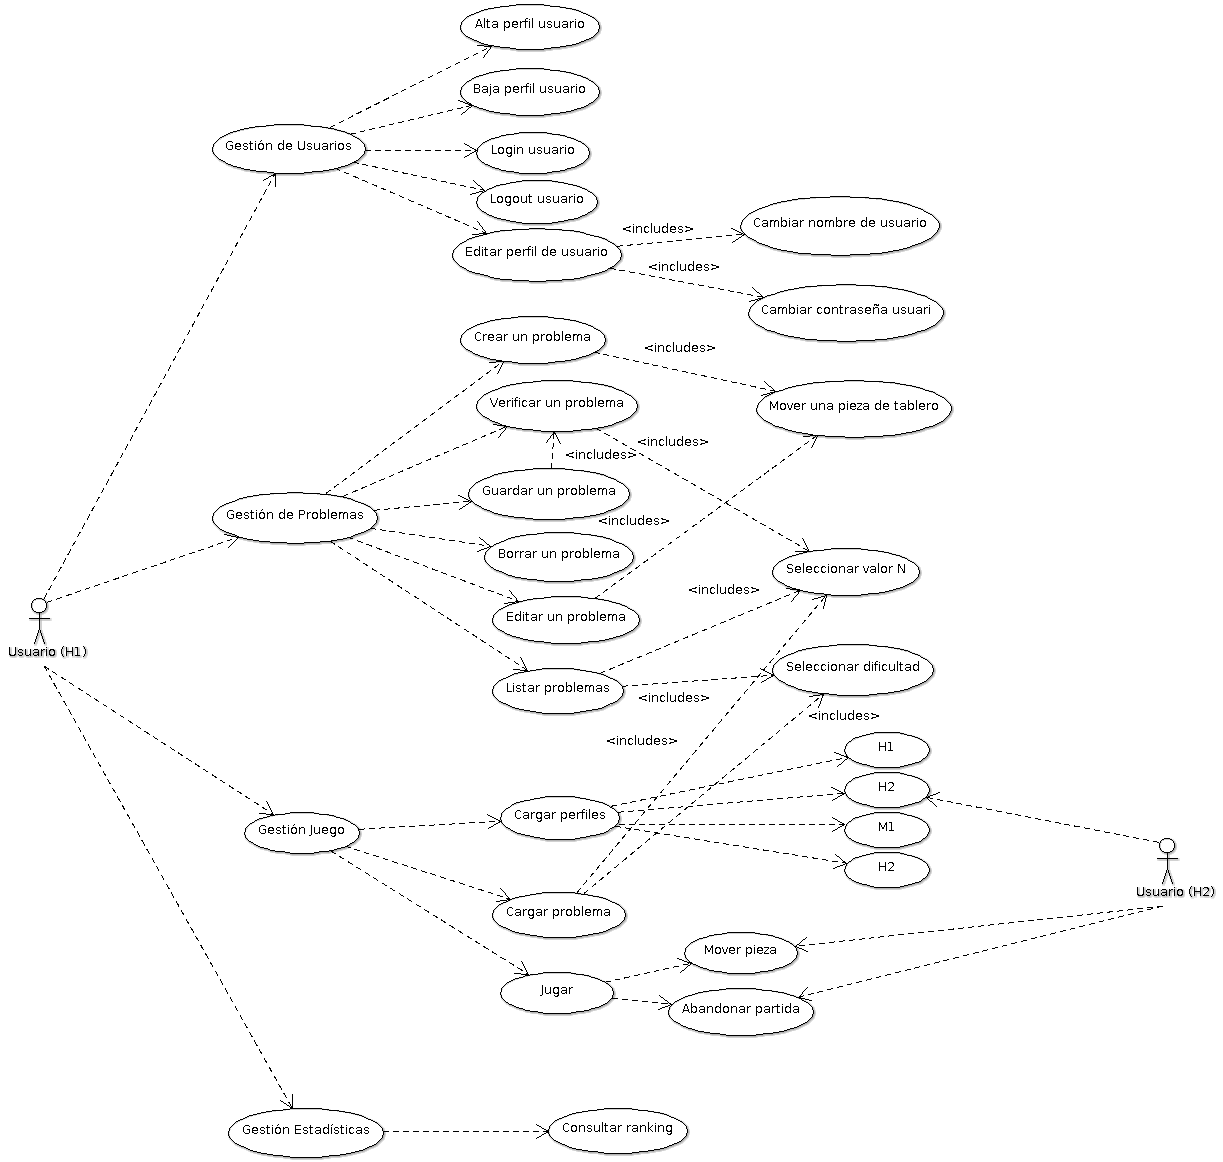 Alta perfil usuario
Baja perfil usuario
Gestión de Usuarios
Login usuario
Logout usuario
Editar perfil de usuario
<includes>
Cambiar nombre de usuario
<includes>
Cambiar contraseña usuari
Crear un problema
<includes>
Verificar un problema
Mover una pieza de tablero
<includes>
<includes>
Guardar un problema
Gestión de Problemas
<includes>
Borrar un problema
Seleccionar valor N
<includes>
Editar un problema
Usuario (H1)
Seleccionar dificultad
Listar problemas
<includes>
<includes>
<includes>
H1
H2
Cargar perfiles
M1
Gestión Juego
H2
Usuario (H2)
Cargar problema
Mover pieza
Jugar
Abandonar partida
Gestión Estadísticas
Consultar ranking